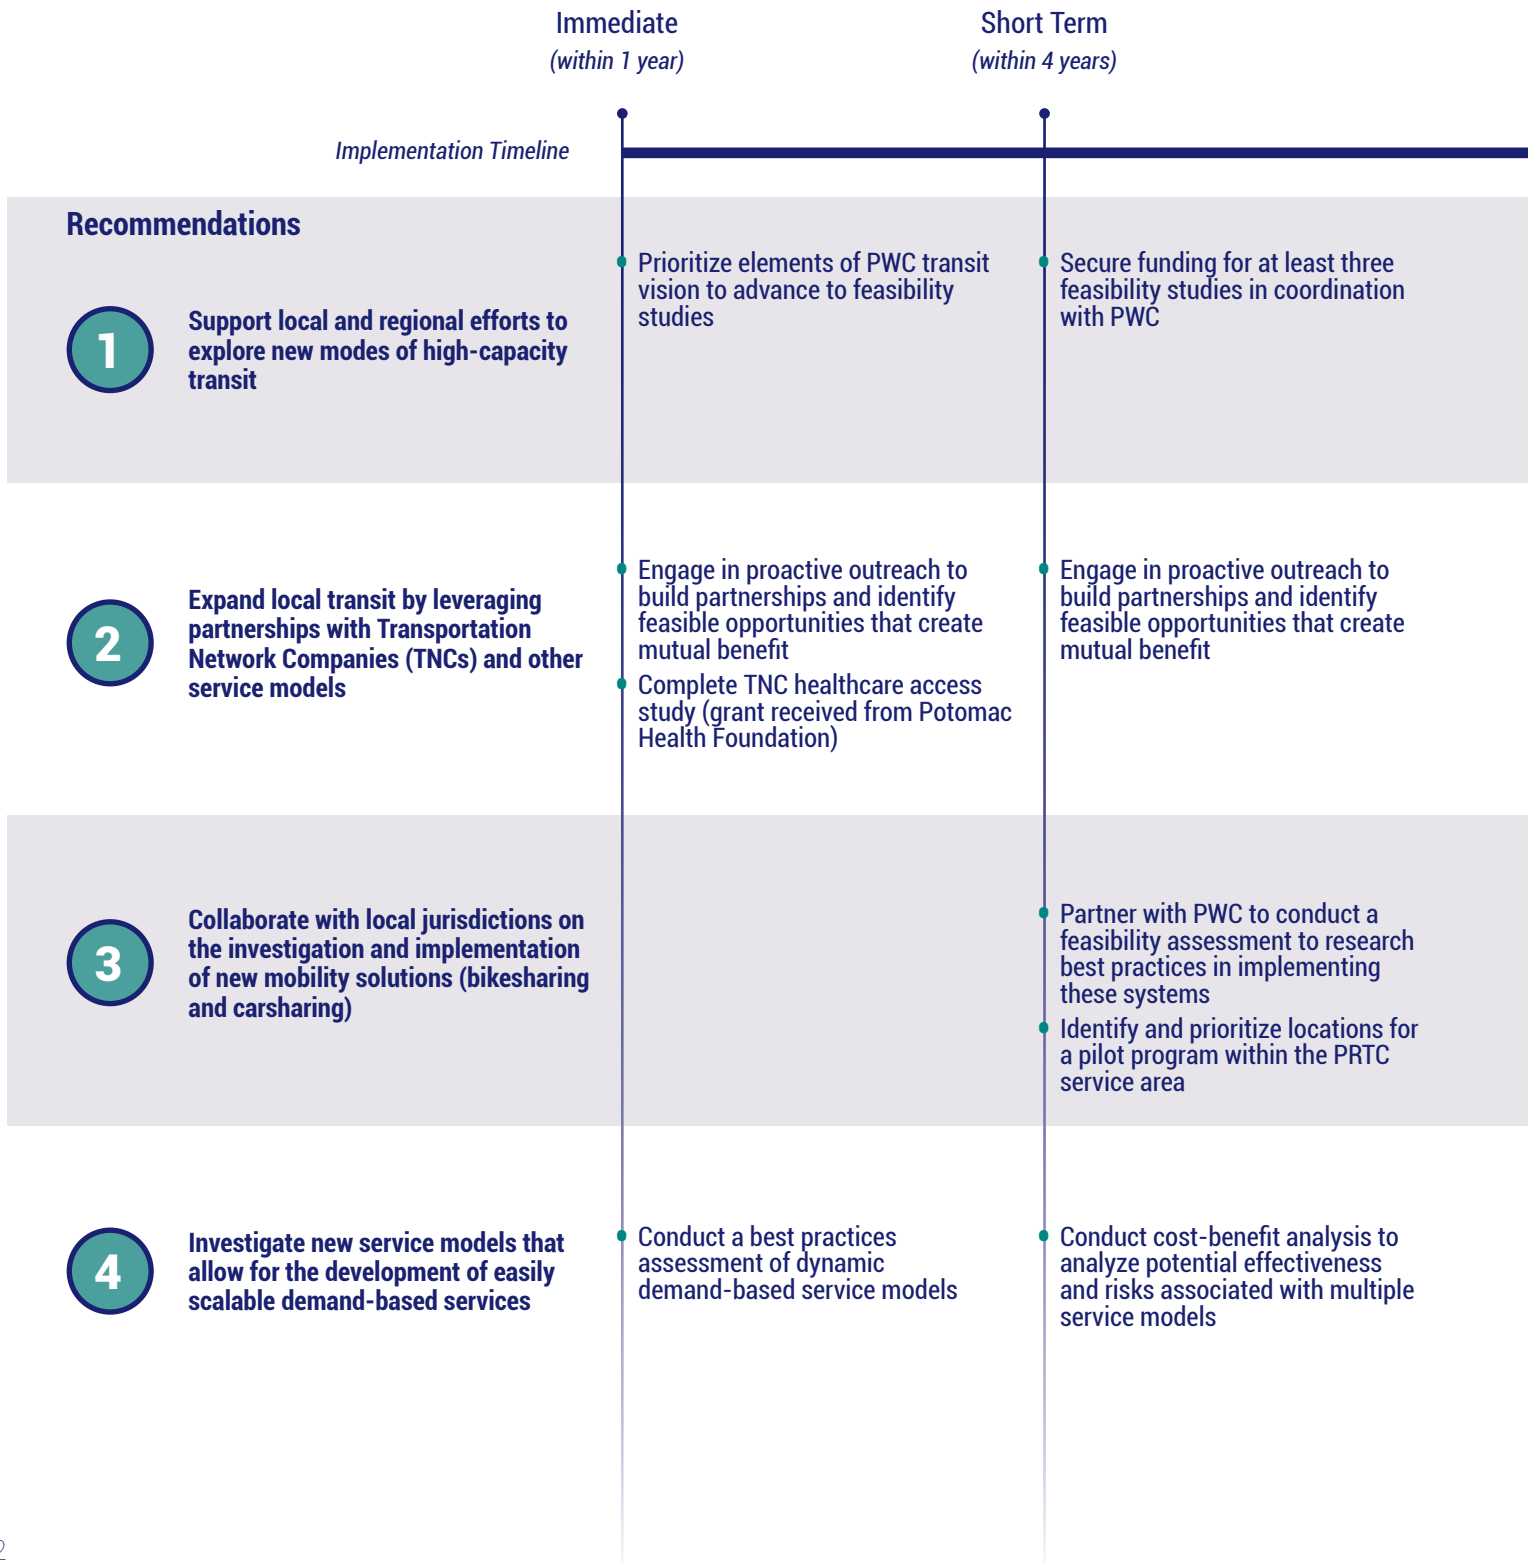 Immediate
(within 1 year)
Short Term
(within 4 years)
Implementation Timeline
Recommendations
1
Support local and regional efforts to
explore new modes of high-capacity
transit
Prioritize elements of PWC transit
vision to advance to feasibility
studies
Secure funding for at least three
feasibility studies in coordination
with PWC
2
Expand local transit by leveraging
partnerships with Transportation
Network Companies (TNCs) and other
service models
Engage in proactive outreach to
build partnerships and identify
feasible opportunities that create
mutual benefit
Complete TNC healthcare access
study (grant received from Potomac
Health Foundation)
Engage in proactive outreach to
build partnerships and identify
feasible opportunities that create
mutual benefit
3
Collaborate with local jurisdictions on
the investigation and implementation
of new mobility solutions (bikesharing
and carsharing)
Partner with PWC to conduct a
feasibility assessment to research
best practices in implementing
these systems
Identify and prioritize locations for
a pilot program within the PRTC
service area
4
Investigate new service models that
allow for the development of easily
scalable demand-based services
Conduct a best practices
assessment of dynamic
demand-based service models
Conduct cost-benefit analysis to
analyze potential effectiveness
and risks associated with multiple
service models